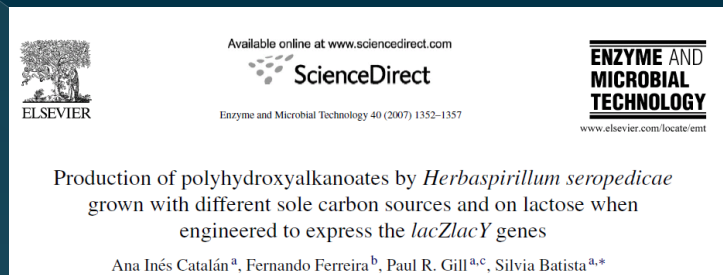 Available online at www.sciencedirect.com
ScienceDirect
ELSEVIER
Enzyme and Microbial Technology 40 (2007) 1352–1357
ENZYME AND
MICROBIAL
TECHNOLOGY
www.elsevier.com/locate/emt
Production of polyhydroxyalkanoates by Herbaspirillum seropedicae
grown with different sole carbon sources and on lactose when
engineered to express the lacZlacY genes
Ana Inés Catalán a, Fernando Ferreira b, Paul R. Gill a,c, Silvia Batista a,*